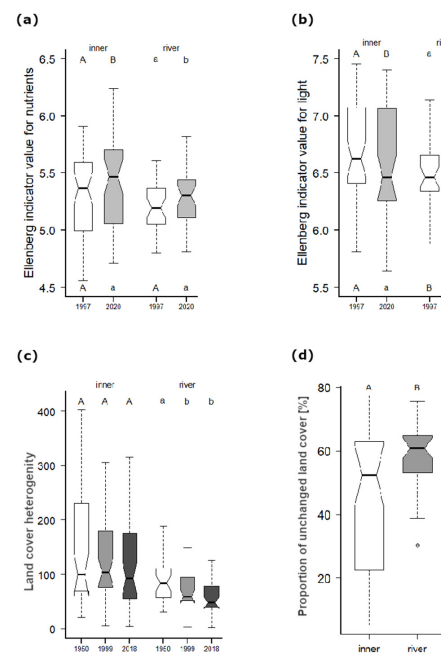 (a)
inner river
A B a b
Ellenberg indicator value for nutrients
6.5
6.0
5.5
5.0
4.5
A a A a
1997 2020 1997 2020
(b)
inner
A B a
Ellenberg indicator value for light
7.5
7.0
6.5
6.0
5.5
A a B
1997 2020 1997
(c)
inner river
A A A a b b
Land cover heterogenity
400
300
200
100
0
1950 1999 2018 1950 1999 2018
(d)
A B
Proportion of unchanged land cover [%]
80
60
40
20
inner river